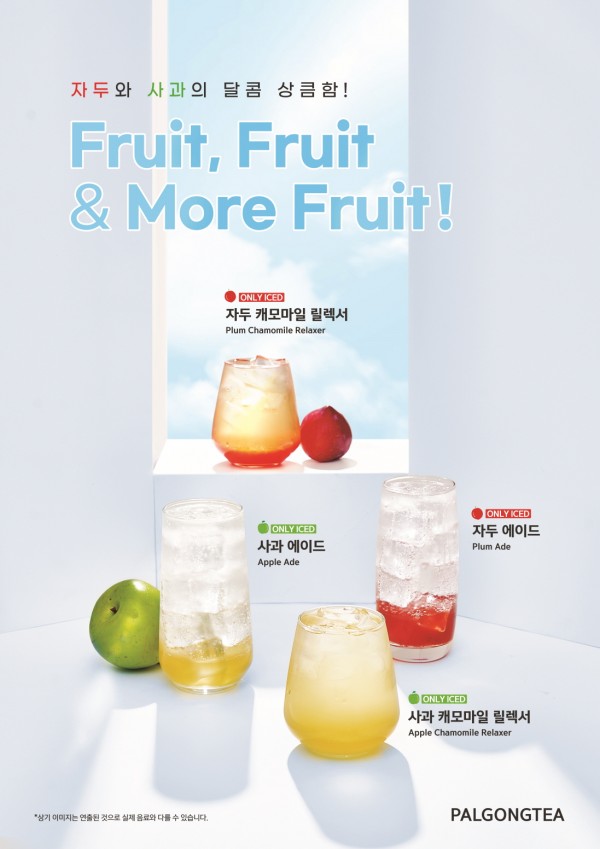 자두와 사과의 달콤 상큼함!
Fruit, Fruit
& More Fruit!
ONLY ICED
자두 캐모마일 릴렉서
Plum Chamomile Relaxer
ONLY ICED
자두 에이드
Plum Ade
ONLY ICED
사과 에이드
Apple Ade
ONLY ICED
사과 캐모마일 릴렉서
Apple Chamomile Relaxer
*상기 이미지는 연출된 것으로 실제 음료와 다를 수 있습니다.
PALGONGTEA